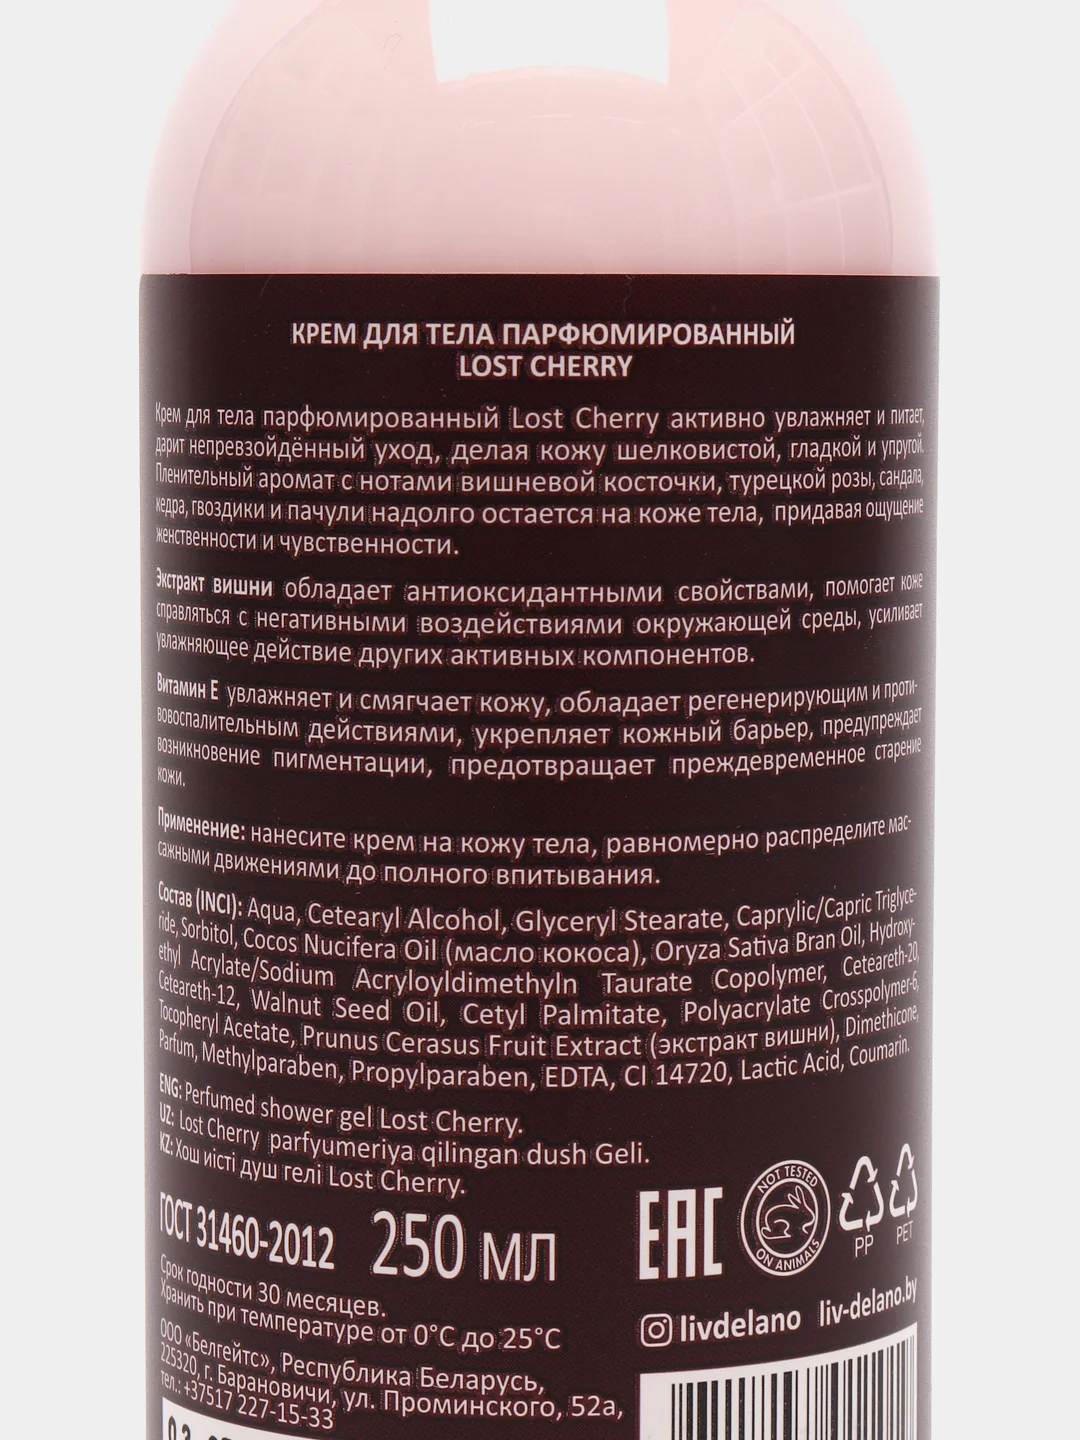 КРЕМ ДЛЯ ТЕЛА ПАРФЮМИРОВАННЫЙ
LOST CHERRY
Крем для тела парфюмированный Lost Cherry активно увлажняет и питает,
дарит непревзойдённый уход, делая кожу шелковистой, гладкой и упругой.
Пленительный аромат с нотами вишневой косточки, турецкой розы, сандала,
кедра, гвоздики и пачули надолго остается на коже тела, придавая ощущение
женственности и чувственности.
Экстракт вишни обладает антиоксидантными свойствами, помогает коже
справляться с негативными воздействиями окружающей среды, усиливает
увлажняющее действие других активных компонентов.
Витамин Е увлажняет и смягчает кожу, обладает регенерирующим и проти-
вовоспалительным действиями, укрепляет кожный барьер, предупреждает
возникновение пигментации, предотвращает преждевременное старение
кожи.
Применение: нанесите крем на кожу тела, равномерно распределите мас-
сажными движениями до полного впитывания.
Состав (INCI): Aqua, Cetearyl Alcohol, Glyceryl Stearate, Caprylic/Capric Triglyce-
ride, Sorbitol, Cocos Nucifera Oil (масло кокоса), Oryza Sativa Bran Oil, Hydroxy-
ethyl Acrylate/Sodium Acryloyldimethyln Taurate Copolymer, Ceteareth-20,
Ceteareth-12, Walnut Seed Oil, Cetyl Palmitate, Polyacrylate Crosspolymer-6,
Tocopheryl Acetate, Prunus Cerasus Fruit Extract (экстракт вишни), Dimethicone,
Parfum, Methylparaben, Propylparaben, EDTA, CI 14720, Lactic Acid, Coumarin.
ENG: Perfumed shower gel Lost Cherry.
UZ: Lost Cherry parfyumeriya qilingan dush Geli.
KZ: Хош иісті душ гелі Lost Cherry.
ГОСТ 31460-2012 250 МЛ
EAC
NOT TESTED
ON ANIMALS
PP PET
Срок годности 30 месяцев.
Хранить при температуре от 0°С до 25°С
livdelano liv-delano.by
ООО «Белгейтс», Республика Беларусь,
225320, г. Барановичи, ул. Проминского, 52а,
тел.: +37517 227-15-33